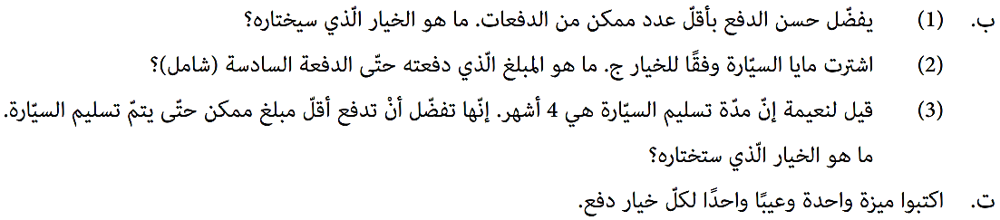 ب. (1) يفضّل حسن الدفع بأقلّ عدد ممكن من الدفعات. ما هو الخيار الّذي سيختاره؟
(2) اشترت مايا السيّارة وفقًا للخيار ج. ما هو المبلغ الّذي دفعته حتّى الدفعة السادسة (شامل)؟
(3) قيل لنعيمة إنّ مدّة تسليم السيّارة هي 4 أشهر. إنّها تفضّل أنْ تدفع أقلّ مبلغ ممكن حتّى يتمّ تسليم السيّارة.
ما هو الخيار الّذي ستختاره؟
ت. اكتبوا ميزة واحدة وعيبًا واحدًا لكلّ خيار دفع.